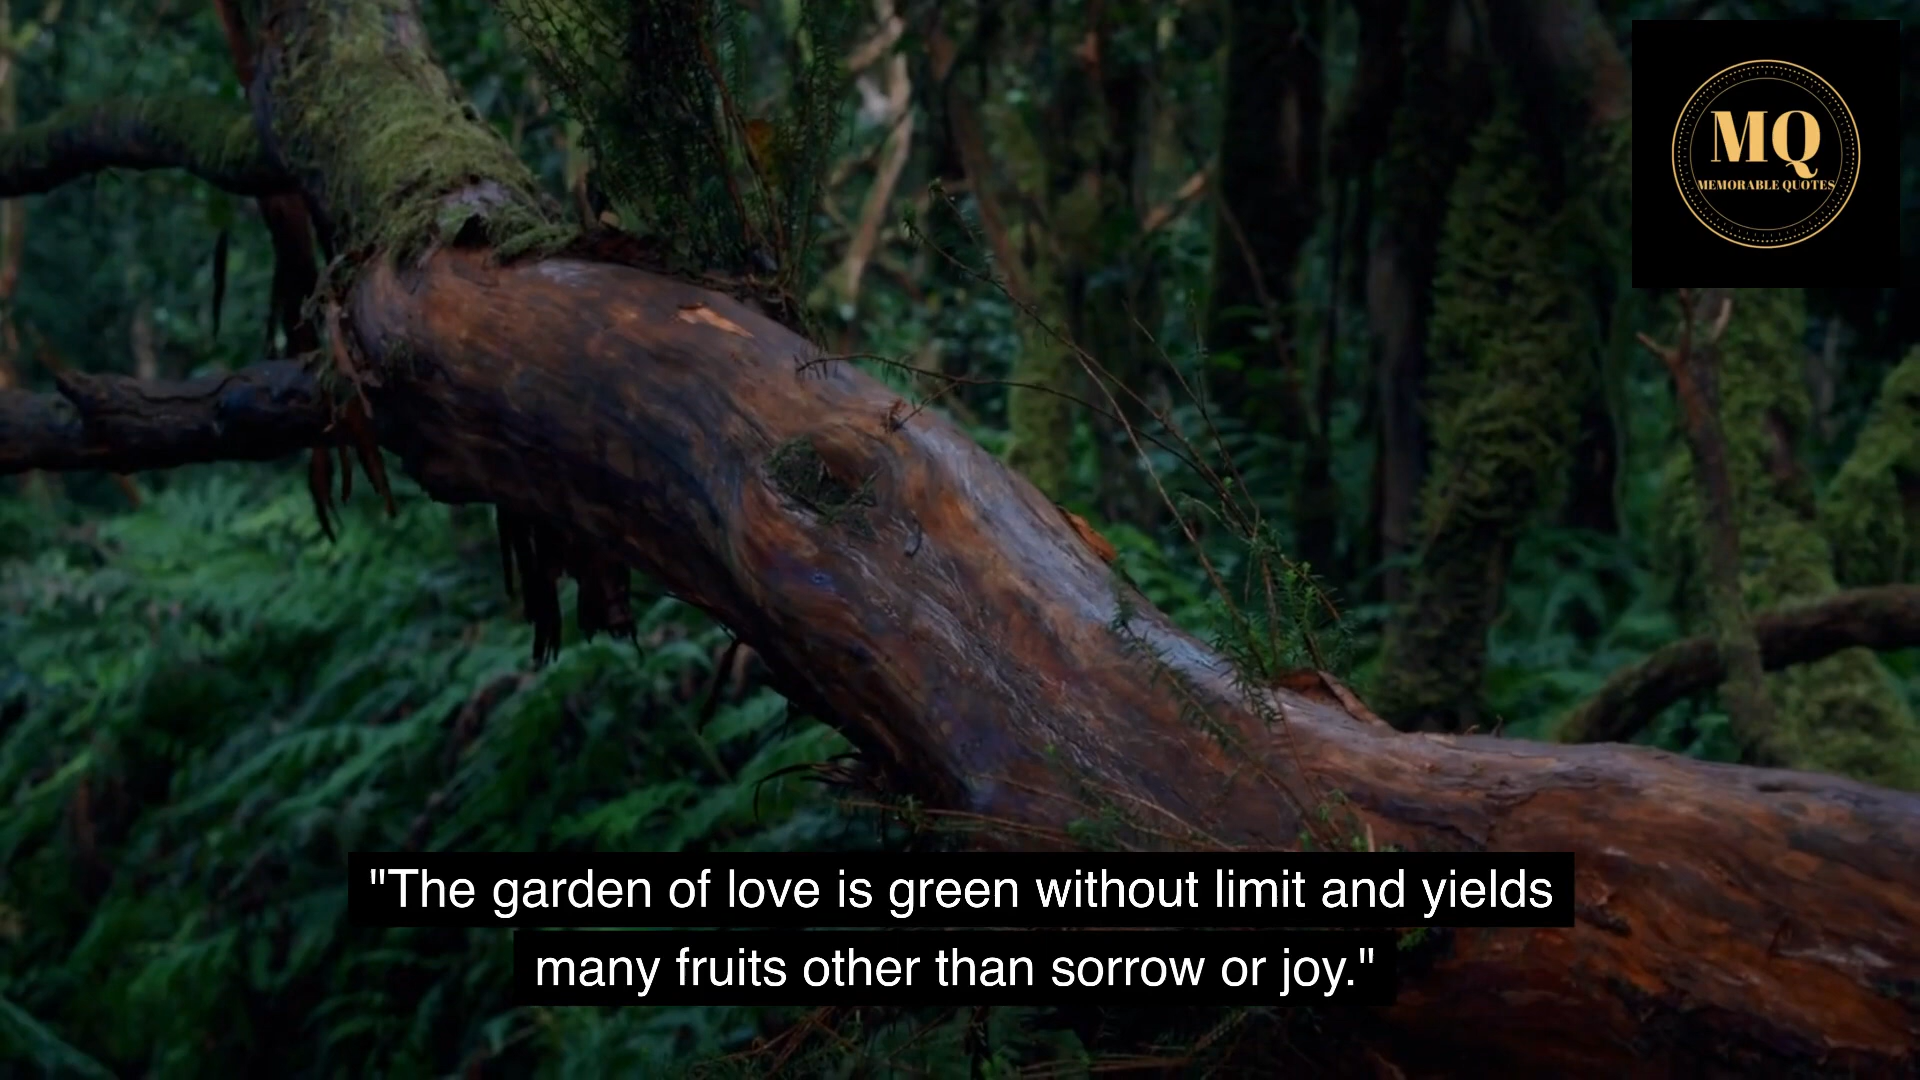 MQ
MEMORABLE QUOTES
"The garden of love is green without limit and yields
many fruits other than sorrow or joy."